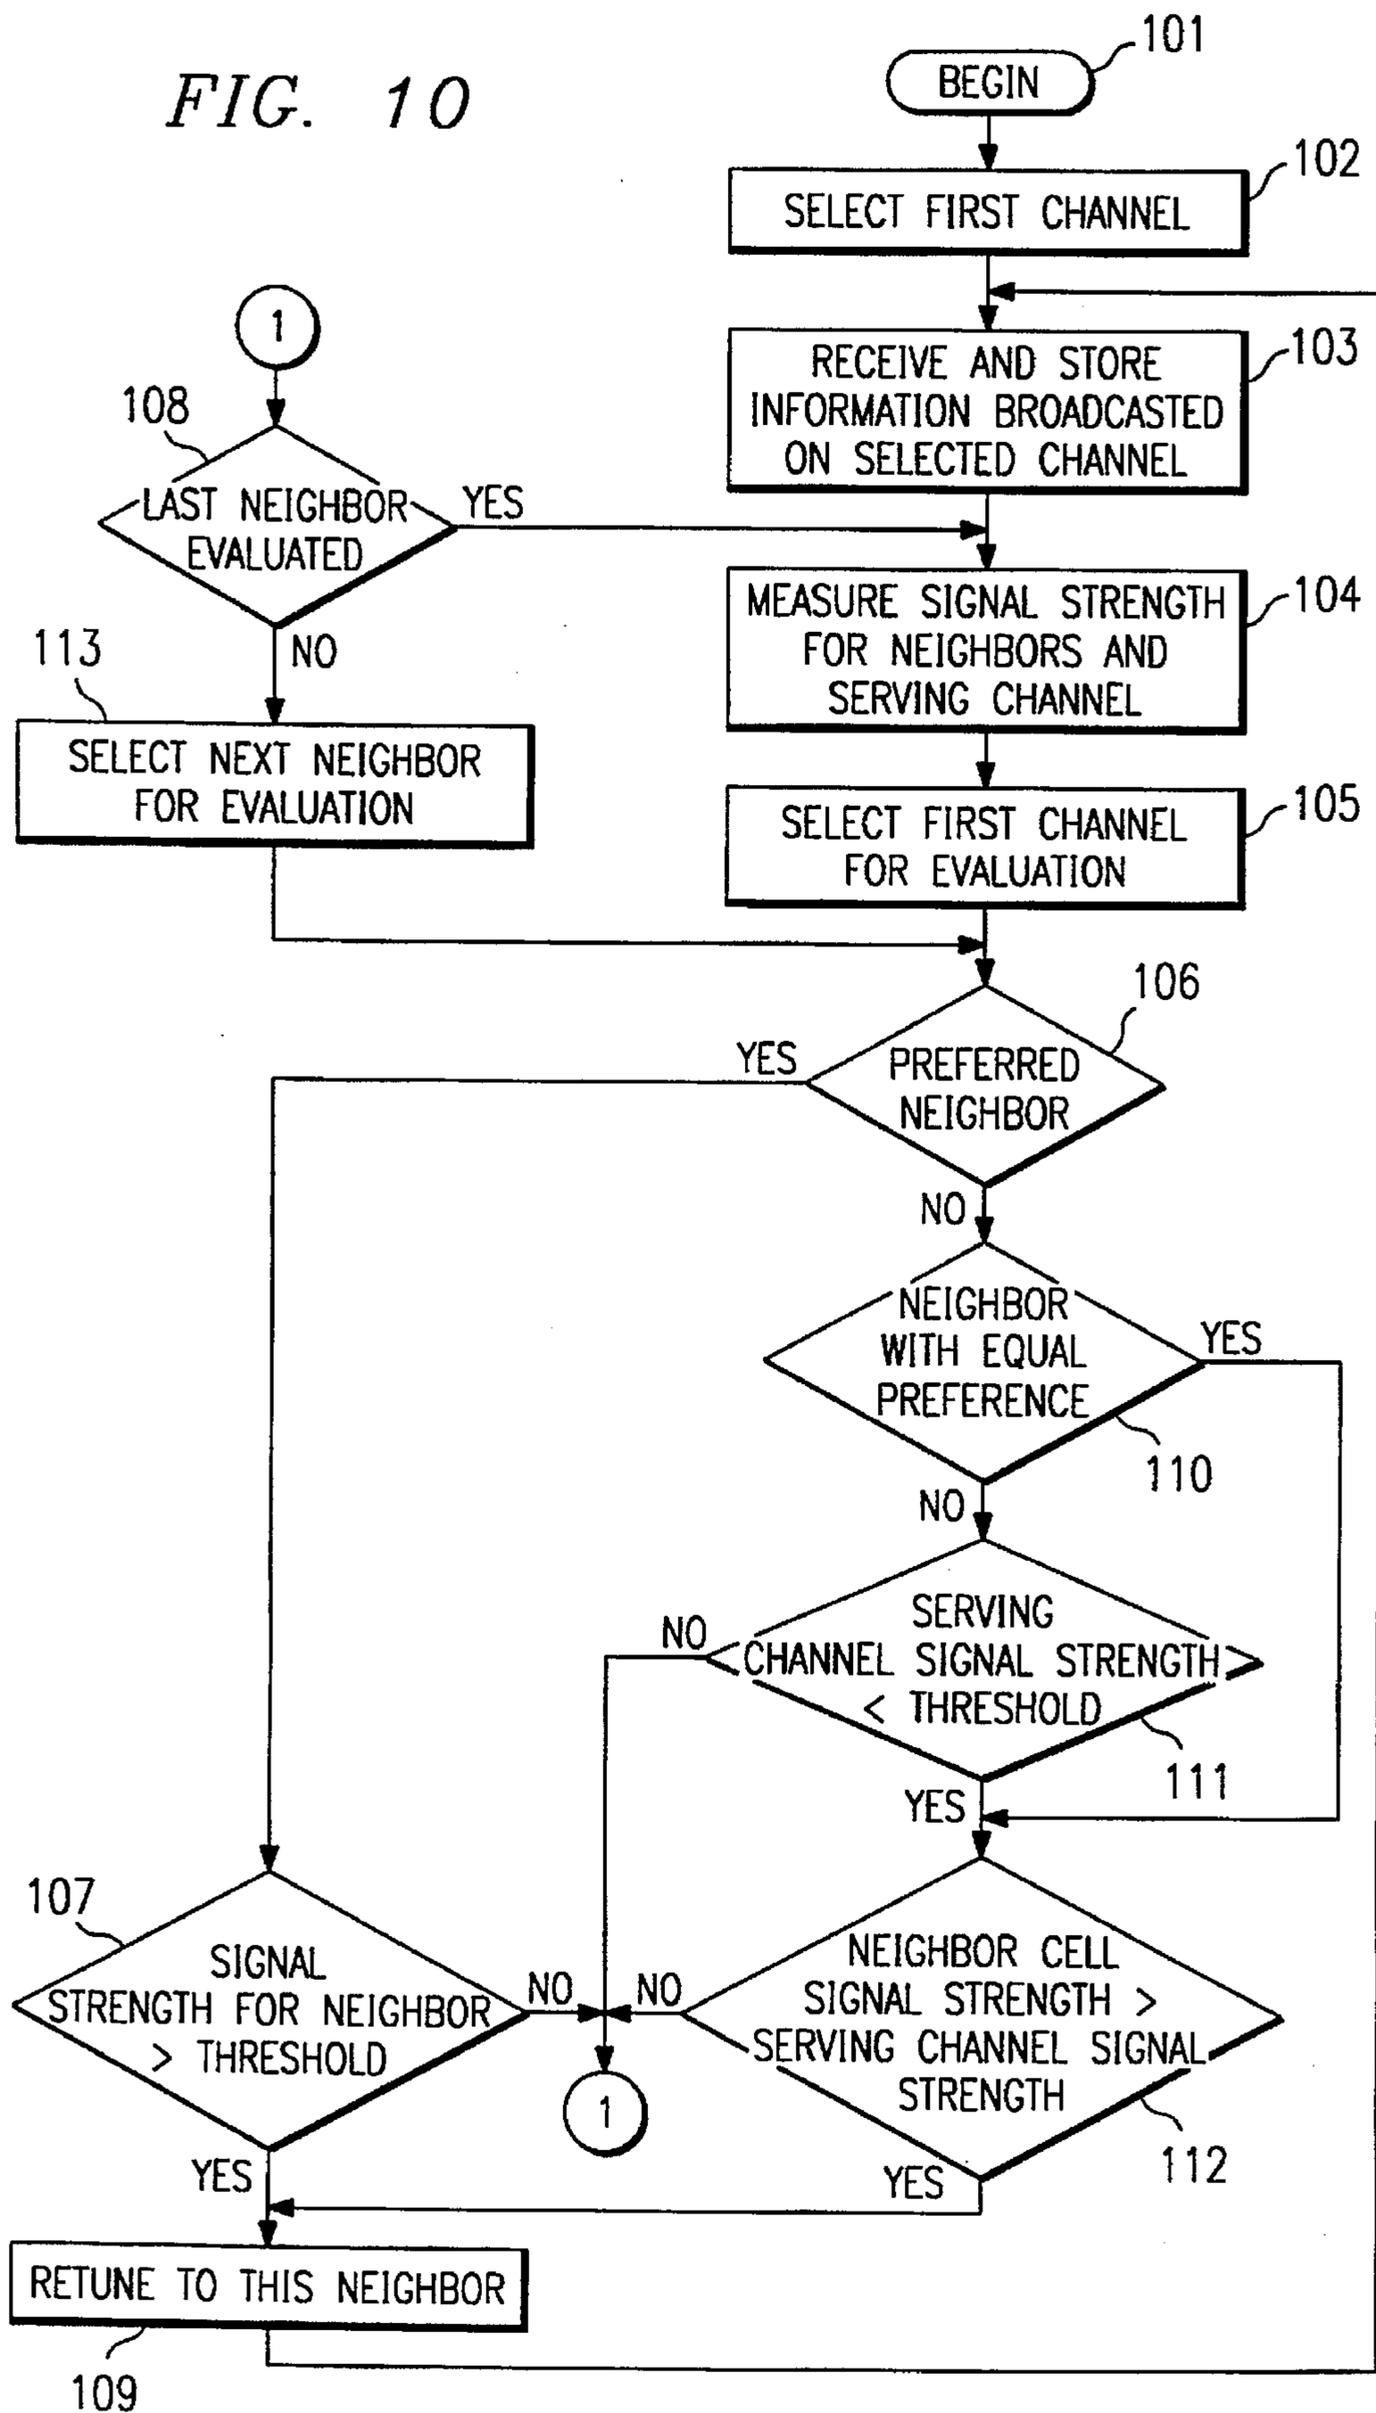 FIG. 10
101
BEGIN
102
SELECT FIRST CHANNEL
1
103
RECEIVE AND STORE
INFORMATION BROADCASTED
ON SELECTED CHANNEL
108
LAST NEIGHBOR
EVALUATED
YES
NO
104
MEASURE SIGNAL STRENGTH
FOR NEIGHBORS AND
SERVING CHANNEL
113
SELECT NEXT NEIGHBOR
FOR EVALUATION
105
SELECT FIRST CHANNEL
FOR EVALUATION
106
PREFERRED
NEIGHBOR
YES
NO
NEIGHBOR
WITH EQUAL
PREFERENCE
YES
110
NO
SERVING
CHANNEL SIGNAL STRENGTH
< THRESHOLD
NO
111
YES
107
SIGNAL
STRENGTH FOR NEIGHBOR
> THRESHOLD
NO
NO
NEIGHBOR CELL
SIGNAL STRENGTH >
SERVING CHANNEL SIGNAL
STRENGTH
1
112
YES
YES
RETUNE TO THIS NEIGHBOR
109